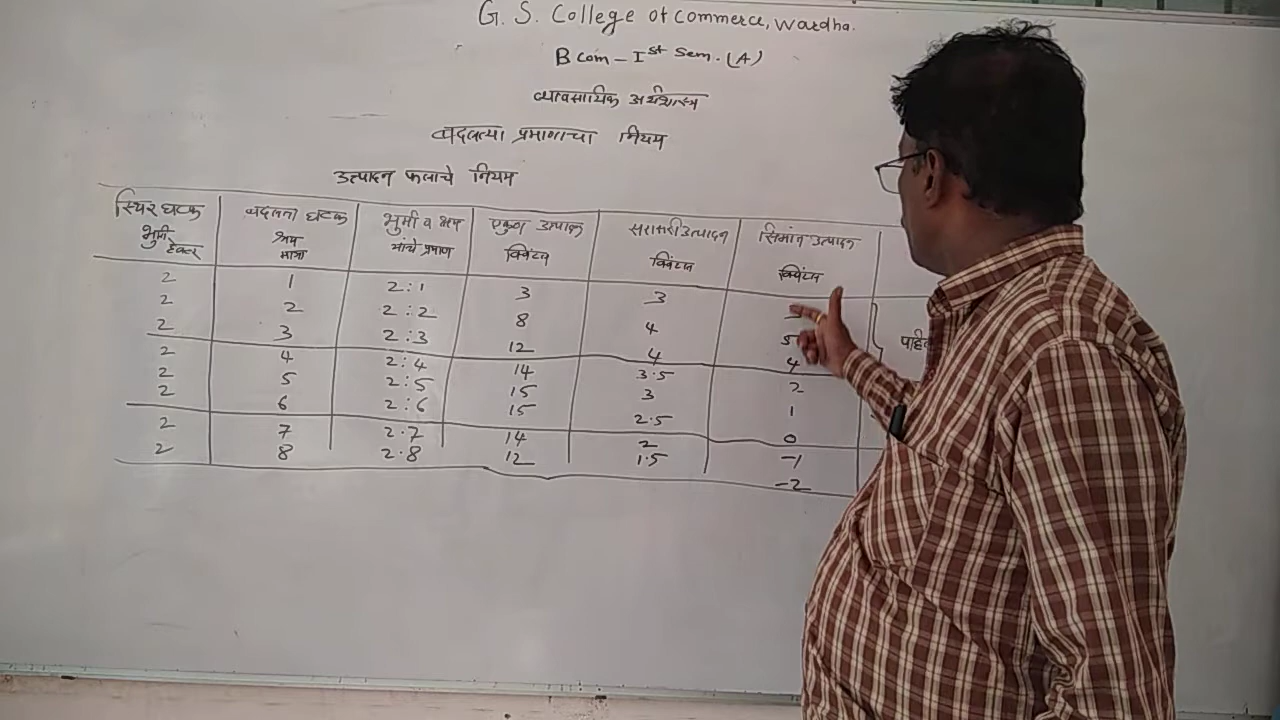 G. S. College of Commerce, Wardha.
B com – Iˢᵗ Sem. (A)
व्यावसायिक अर्थशास्त्र
बदलत्या प्रमाणाचा नियम
उत्पादन फलाचे नियम
स्थिर घटक बदलता घटक भुमी व श्रम एकुण उत्पादन सरासरी उत्पादन सिमांत उत्पादन
भुमी हेक्टर श्रम मात्रा यांचे प्रमाण क्विंटल क्विंटल क्विंटल
2 1 2:1 3 3
2 2 2:2 8 4 5
2 3 2:3 12 4 4
2 4 2:4 14 3.5 2
2 5 2:5 15 3 1
2 6 2:6 15 2.5 0
2 7 2.7 14 2 -1
2 8 2.8 12 1.5 -2